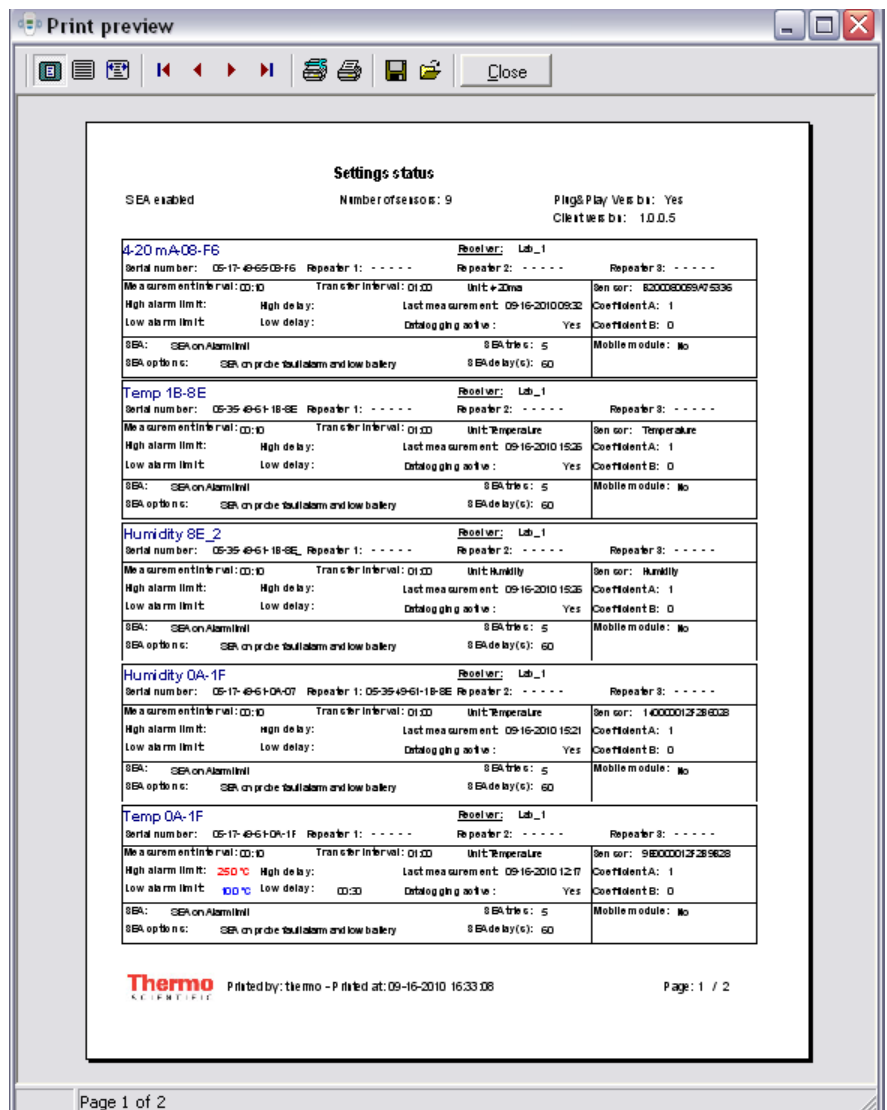 Print preview
Close
Settings status
SEA enabled Number of sensors: 9 Plug&Play Version: Yes
Client version: 1.0.0.5
4-20 mA-08-F6 Receiver: Lab_1
Serial number: 05-17-49-65-08-F6 Repeater 1: - - - - - Repeater 2: - - - - - Repeater 3: - - - - -
Measurement interval: 00:10 Transfer interval: 01:00 Unit: 4-20ma Sensor: B200080059A75336
High alarm limit: High delay: Last measurement: 09-16-2010 09:32 Coefficient A: 1
Low alarm limit: Low delay: Datalogging active: Yes Coefficient B: 0
SEA: SEA on Alarm limit SEA tries: 5 Mobile module: No
SEA options: SEA on probe fault alarm and low battery SEA delay(s): 60
Temp 1B-8E Receiver: Lab_1
Serial number: 05-35-49-61-1B-8E Repeater 1: - - - - - Repeater 2: - - - - - Repeater 3: - - - - -
Measurement interval: 00:10 Transfer interval: 01:00 Unit: Temperature Sensor: Temperature
High alarm limit: High delay: Last measurement: 09-16-2010 15:26 Coefficient A: 1
Low alarm limit: Low delay: Datalogging active: Yes Coefficient B: 0
SEA: SEA on Alarm limit SEA tries: 5 Mobile module: No
SEA options: SEA on probe fault alarm and low battery SEA delay(s): 60
Humidity 8E_2 Receiver: Lab_1
Serial number: 05-35-49-61-1B-8E_ Repeater 1: - - - - - Repeater 2: - - - - - Repeater 3: - - - - -
Measurement interval: 00:10 Transfer interval: 01:00 Unit: Humidity Sensor: Humidity
High alarm limit: High delay: Last measurement: 09-16-2010 15:26 Coefficient A: 1
Low alarm limit: Low delay: Datalogging active: Yes Coefficient B: 0
SEA: SEA on Alarm limit SEA tries: 5 Mobile module: No
SEA options: SEA on probe fault alarm and low battery SEA delay(s): 60
Humidity 0A-1F Receiver: Lab_1
Serial number: 05-17-49-61-0A-07 Repeater 1: 05-35-49-61-1B-8E Repeater 2: - - - - - Repeater 3: - - - - -
Measurement interval: 00:10 Transfer interval: 01:00 Unit: Temperature Sensor:
High alarm limit: High delay: Last measurement: 09-16-2010 15:21 Coefficient A: 1
Low alarm limit: Low delay: Datalogging active: Yes Coefficient B: 0
SEA: SEA on Alarm limit SEA tries: 5 Mobile module: No
SEA options: SEA on probe fault alarm and low battery SEA delay(s): 60
Temp 0A-1F Receiver: Lab_1
Serial number: 05-17-49-61-0A-1F Repeater 1: - - - - - Repeater 2: - - - - - Repeater 3: - - - - -
Measurement interval: 00:10 Transfer interval: 01:00 Unit: Temperature Sensor:
High alarm limit: High delay: Last measurement: 09-16-2010 12:17 Coefficient A: 1
Low alarm limit: Low delay: 00:30 Datalogging active: Yes Coefficient B: 0
SEA: SEA on Alarm limit SEA tries: 5 Mobile module: No
SEA options: SEA on probe fault alarm and low battery SEA delay(s): 60
Thermo Printed by: thermo - Printed at: 09-16-2010 16:33:08 Page: 1 / 2
SCIENTIFIC
Page 1 of 2